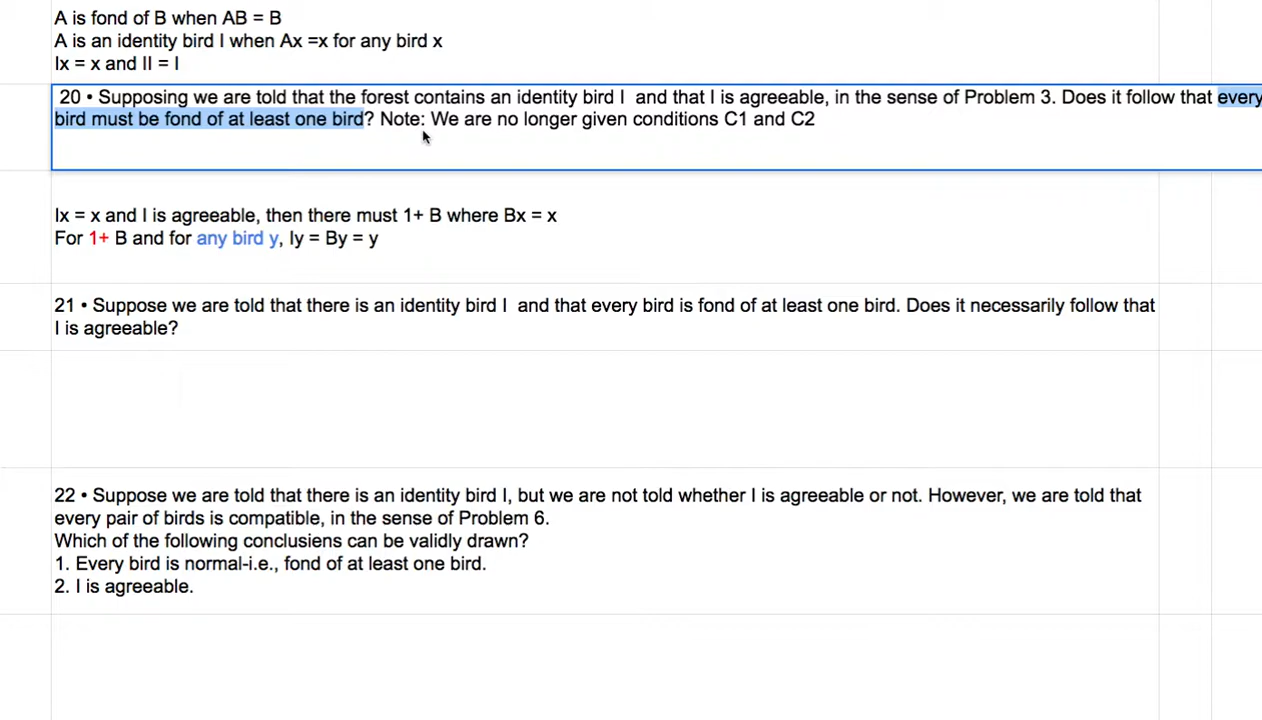 A is fond of B when AB = B
A is an identity bird I when Ax =x for any bird x
Ix = x and II = I
20 • Supposing we are told that the forest contains an identity bird I and that I is agreeable, in the sense of Problem 3. Does it follow that every
bird must be fond of at least one bird? Note: We are no longer given conditions C1 and C2
Ix = x and I is agreeable, then there must 1+ B where Bx = x
For 1+ B and for any bird y, Iy = By = y
21 • Suppose we are told that there is an identity bird I and that every bird is fond of at least one bird. Does it necessarily follow that
I is agreeable?
22 • Suppose we are told that there is an identity bird I, but we are not told whether I is agreeable or not. However, we are told that
every pair of birds is compatible, in the sense of Problem 6.
Which of the following conclusiens can be validly drawn?
1. Every bird is normal-i.e., fond of at least one bird.
2. I is agreeable.